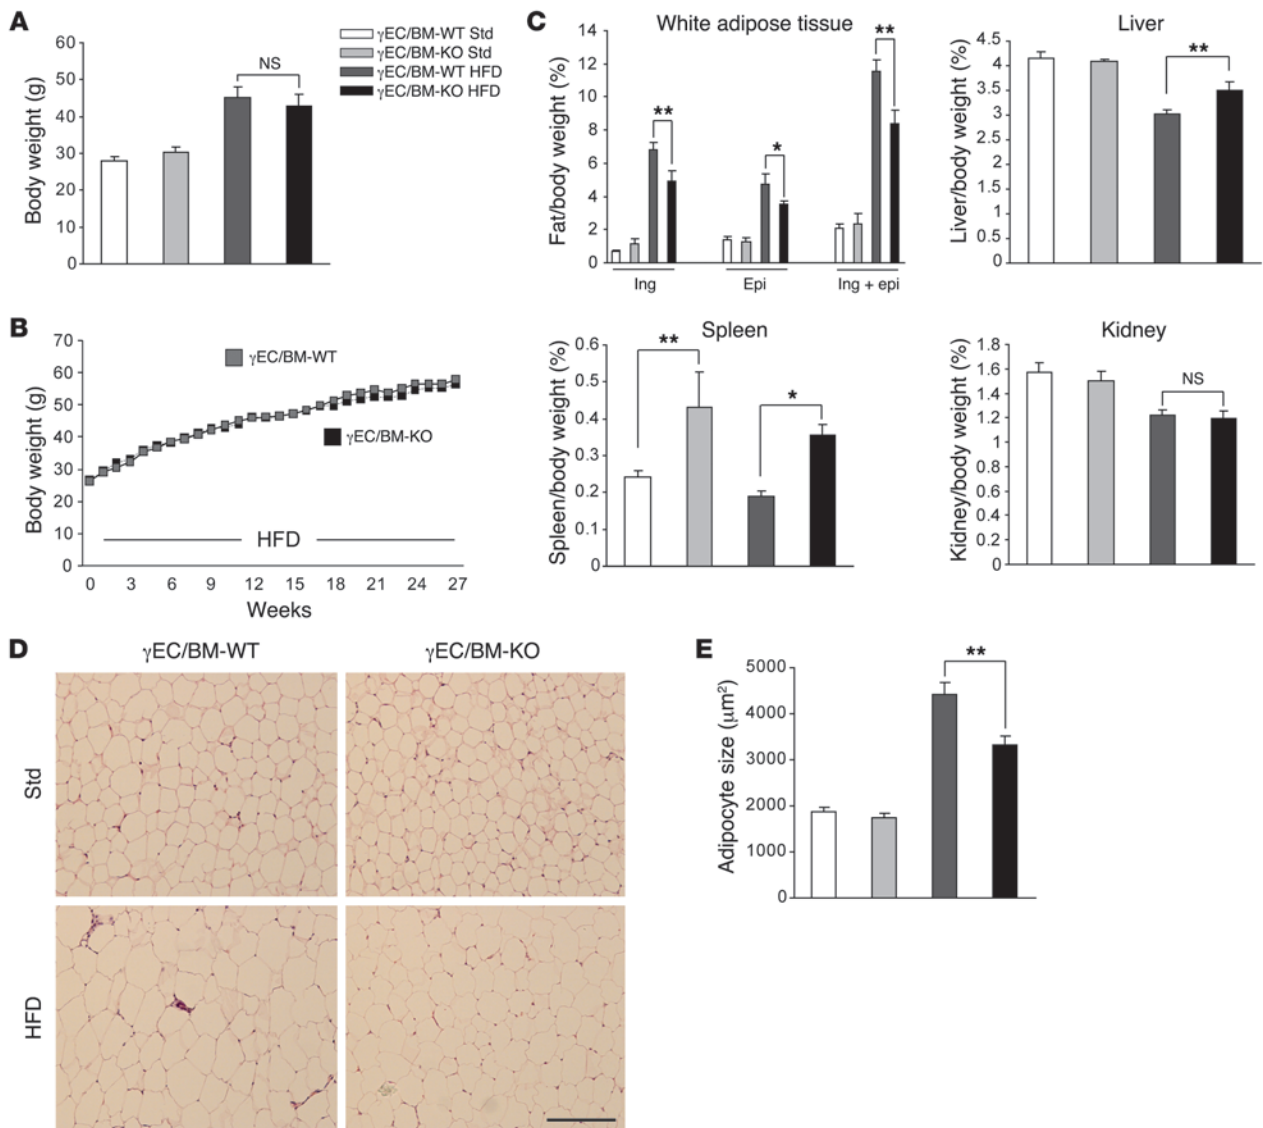 A
Body weight (g)
60
50
40
30
20
10
0
NS
γEC/BM-WT Std
γEC/BM-KO Std
γEC/BM-WT HFD
γEC/BM-KO HFD
B
Body weight (g)
70
60
50
40
30
20
10
0
γEC/BM-WT
γEC/BM-KO
HFD
0 3 6 9 12 15 18 21 24 27
Weeks
C
White adipose tissue
Fat/body weight (%)
14
12
10
8
6
4
2
0
**
*
**
Ing Epi Ing + epi
Liver
Liver/body weight (%)
4.5
4
3.5
3
2.5
2
1.5
1
0.5
0
**
Spleen
Spleen/body weight (%)
0.6
0.5
0.4
0.3
0.2
0.1
0
**
*
Kidney
Kidney/body weight (%)
1.8
1.6
1.4
1.2
1
0.8
0.6
0.4
0.2
0
NS
D
γEC/BM-WT γEC/BM-KO
Std
HFD
E
Adipocyte size (μm²)
5000
4000
3000
2000
1000
0
**